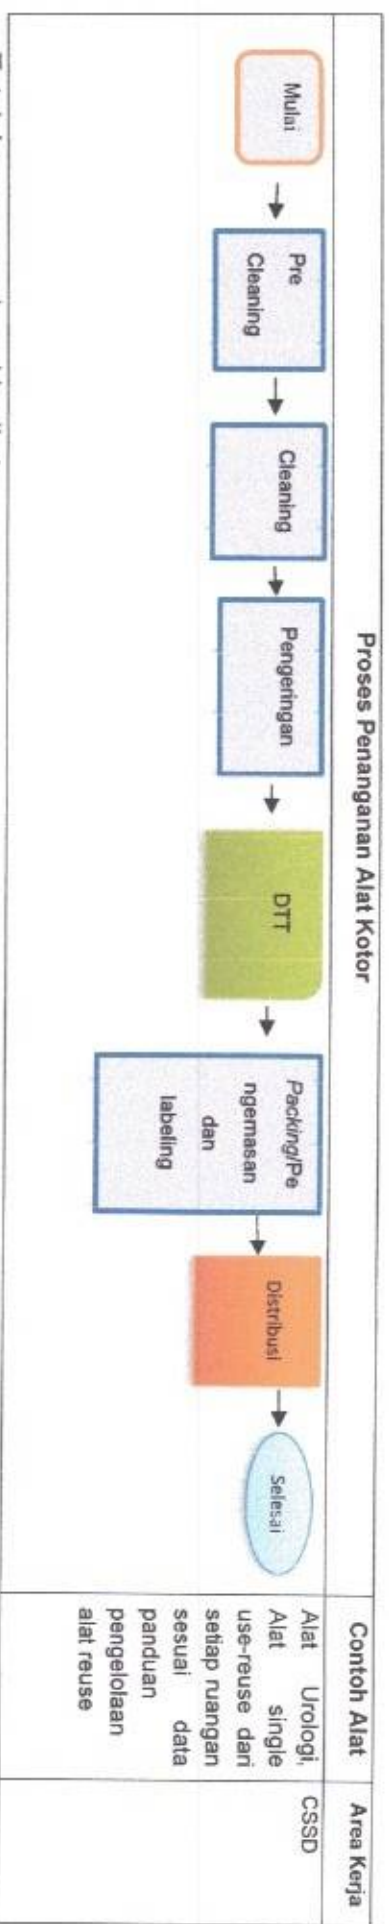 Proses Penanganan Alat Kotor
Contoh Alat
Area Kerja
Mulai
Pre
Cleaning
Cleaning
Pengeringan
DTT
Packing/Pe
ngemasan
dan
labeling
Distribusi
Selesai
Alat Urologi,
Alat single
use-reuse dari
setiap ruangan
sesuai data
panduan
pengelolaan
alat reuse
CSSD